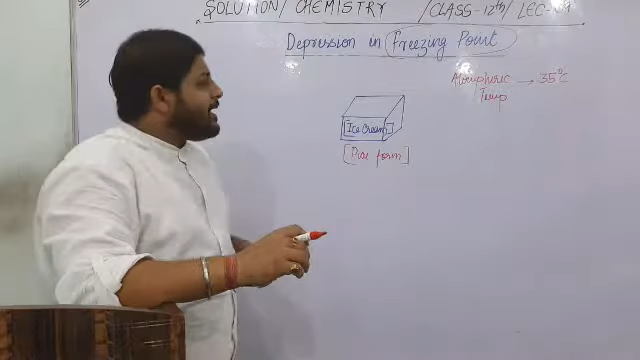 SOLUTION/ CHEMISTRY /CLASS-12th/ LEC-
Depression in Freezing Point
Atmospheric → 35°C
Temp
[Ice Cream]
[Pure form]